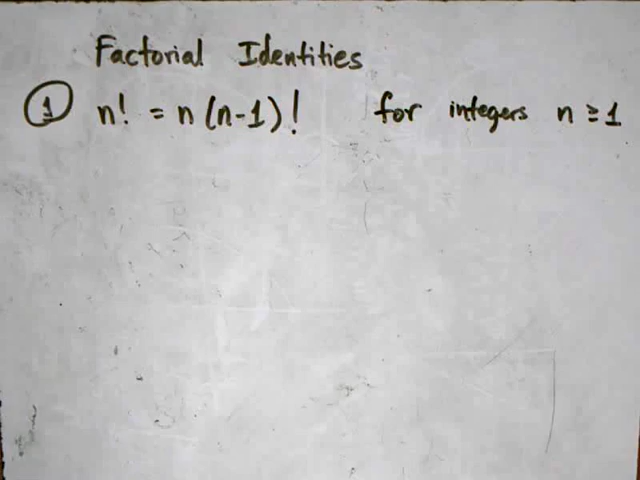 Factorial Identities
① n! = n(n-1)! for integers n ≥ 1